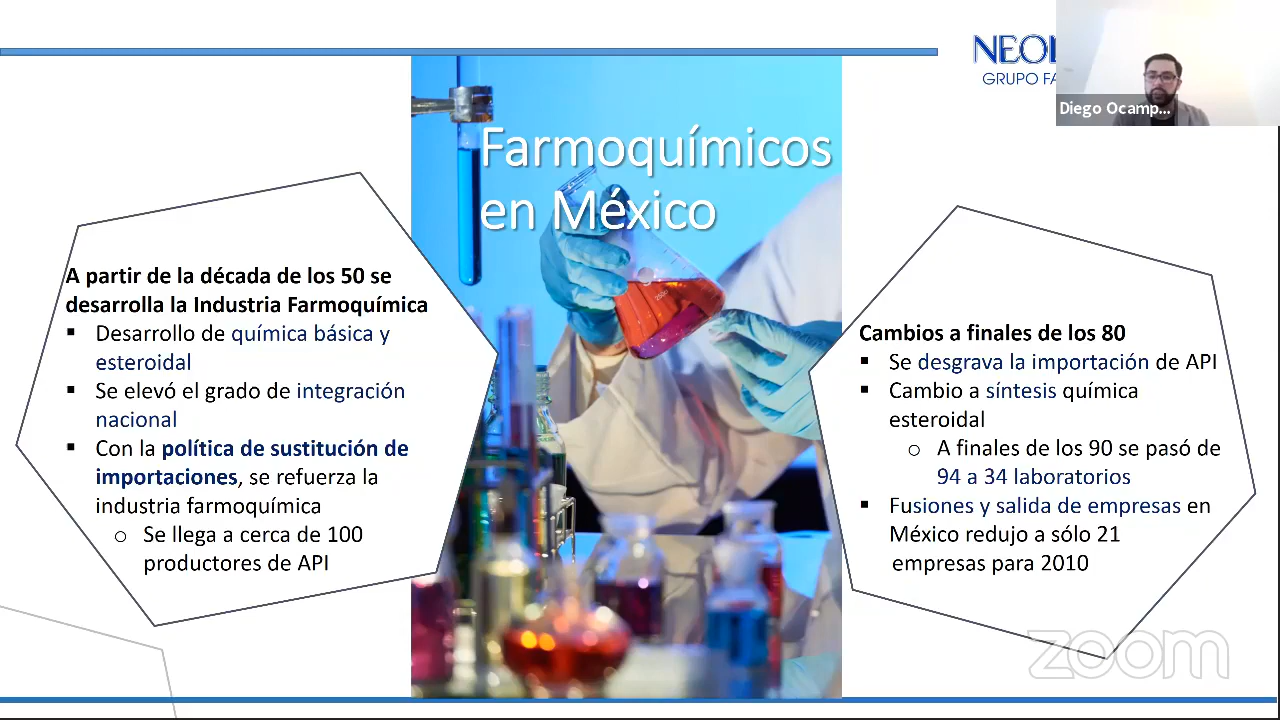 NEOL
GRUPO FA
Diego Ocamp...
Farmoquímicos
en México
A partir de la década de los 50 se
desarrolla la Industria Farmoquímica
▪ Desarrollo de química básica y
esteroidal
▪ Se elevó el grado de integración
nacional
▪ Con la política de sustitución de
importaciones, se refuerza la
industria farmoquímica
o Se llega a cerca de 100
productores de API
Cambios a finales de los 80
▪ Se desgrava la importación de API
▪ Cambio a síntesis química
esteroidal
o A finales de los 90 se pasó de
94 a 34 laboratorios
▪ Fusiones y salida de empresas en
México redujo a sólo 21
empresas para 2010
zoom